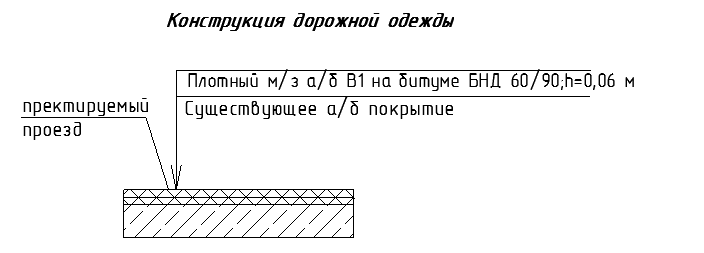 Конструкция дорожной одежды
Плотный м/з а/б В1 на битуме БНД 60/90;h=0,06 м
Существующее а/б покрытие
пректируемый
проезд